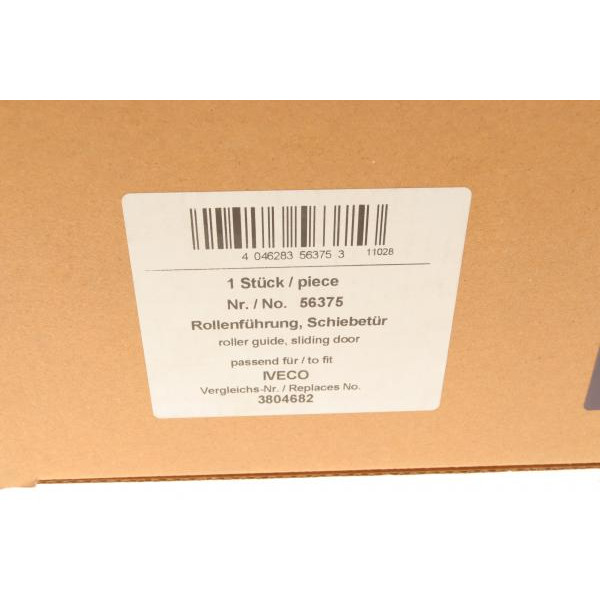 4 046283 56375 3 11028
1 Stück / piece
Nr. / No. 56375
Rollenführung, Schiebetür
roller guide, sliding door
passend für / to fit
IVECO
Vergleichs-Nr. / Replaces No.
3804682